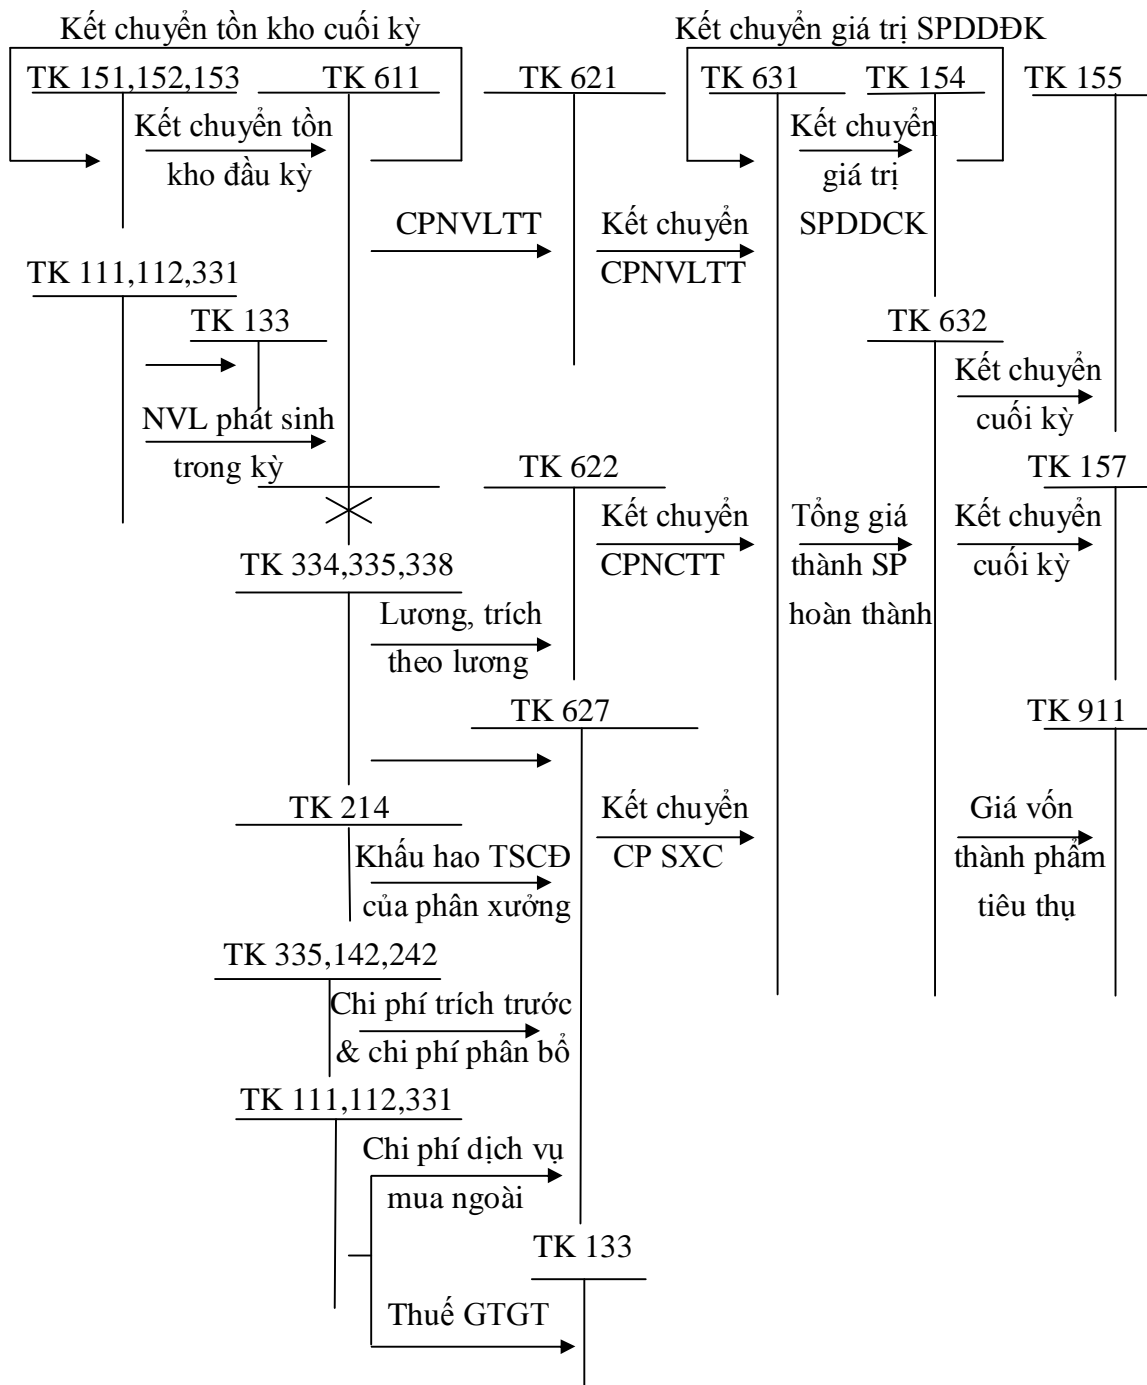 Kết chuyển tồn kho cuối kỳ
Kết chuyển giá trị SPDDĐK
TK 151,152,153
TK 611
TK 621
TK 631
TK 154
TK 155
Kết chuyển tồn
kho đầu kỳ
Kết chuyển
giá trị
SPDDCK
CPNVLTT
Kết chuyển
CPNVLTT
TK 111,112,331
TK 133
TK 632
Kết chuyển
cuối kỳ
NVL phát sinh
trong kỳ
TK 622
TK 157
Kết chuyển
CPNCTT
Tổng giá
thành SP
hoàn thành
Kết chuyển
cuối kỳ
TK 334,335,338
Lương, trích
theo lương
TK 627
TK 911
TK 214
Kết chuyển
CP SXC
Giá vốn
thành phẩm
tiêu thụ
Khấu hao TSCĐ
của phân xưởng
TK 335,142,242
Chi phí trích trước
& chi phí phân bổ
TK 111,112,331
Chi phí dịch vụ
mua ngoài
TK 133
Thuế GTGT